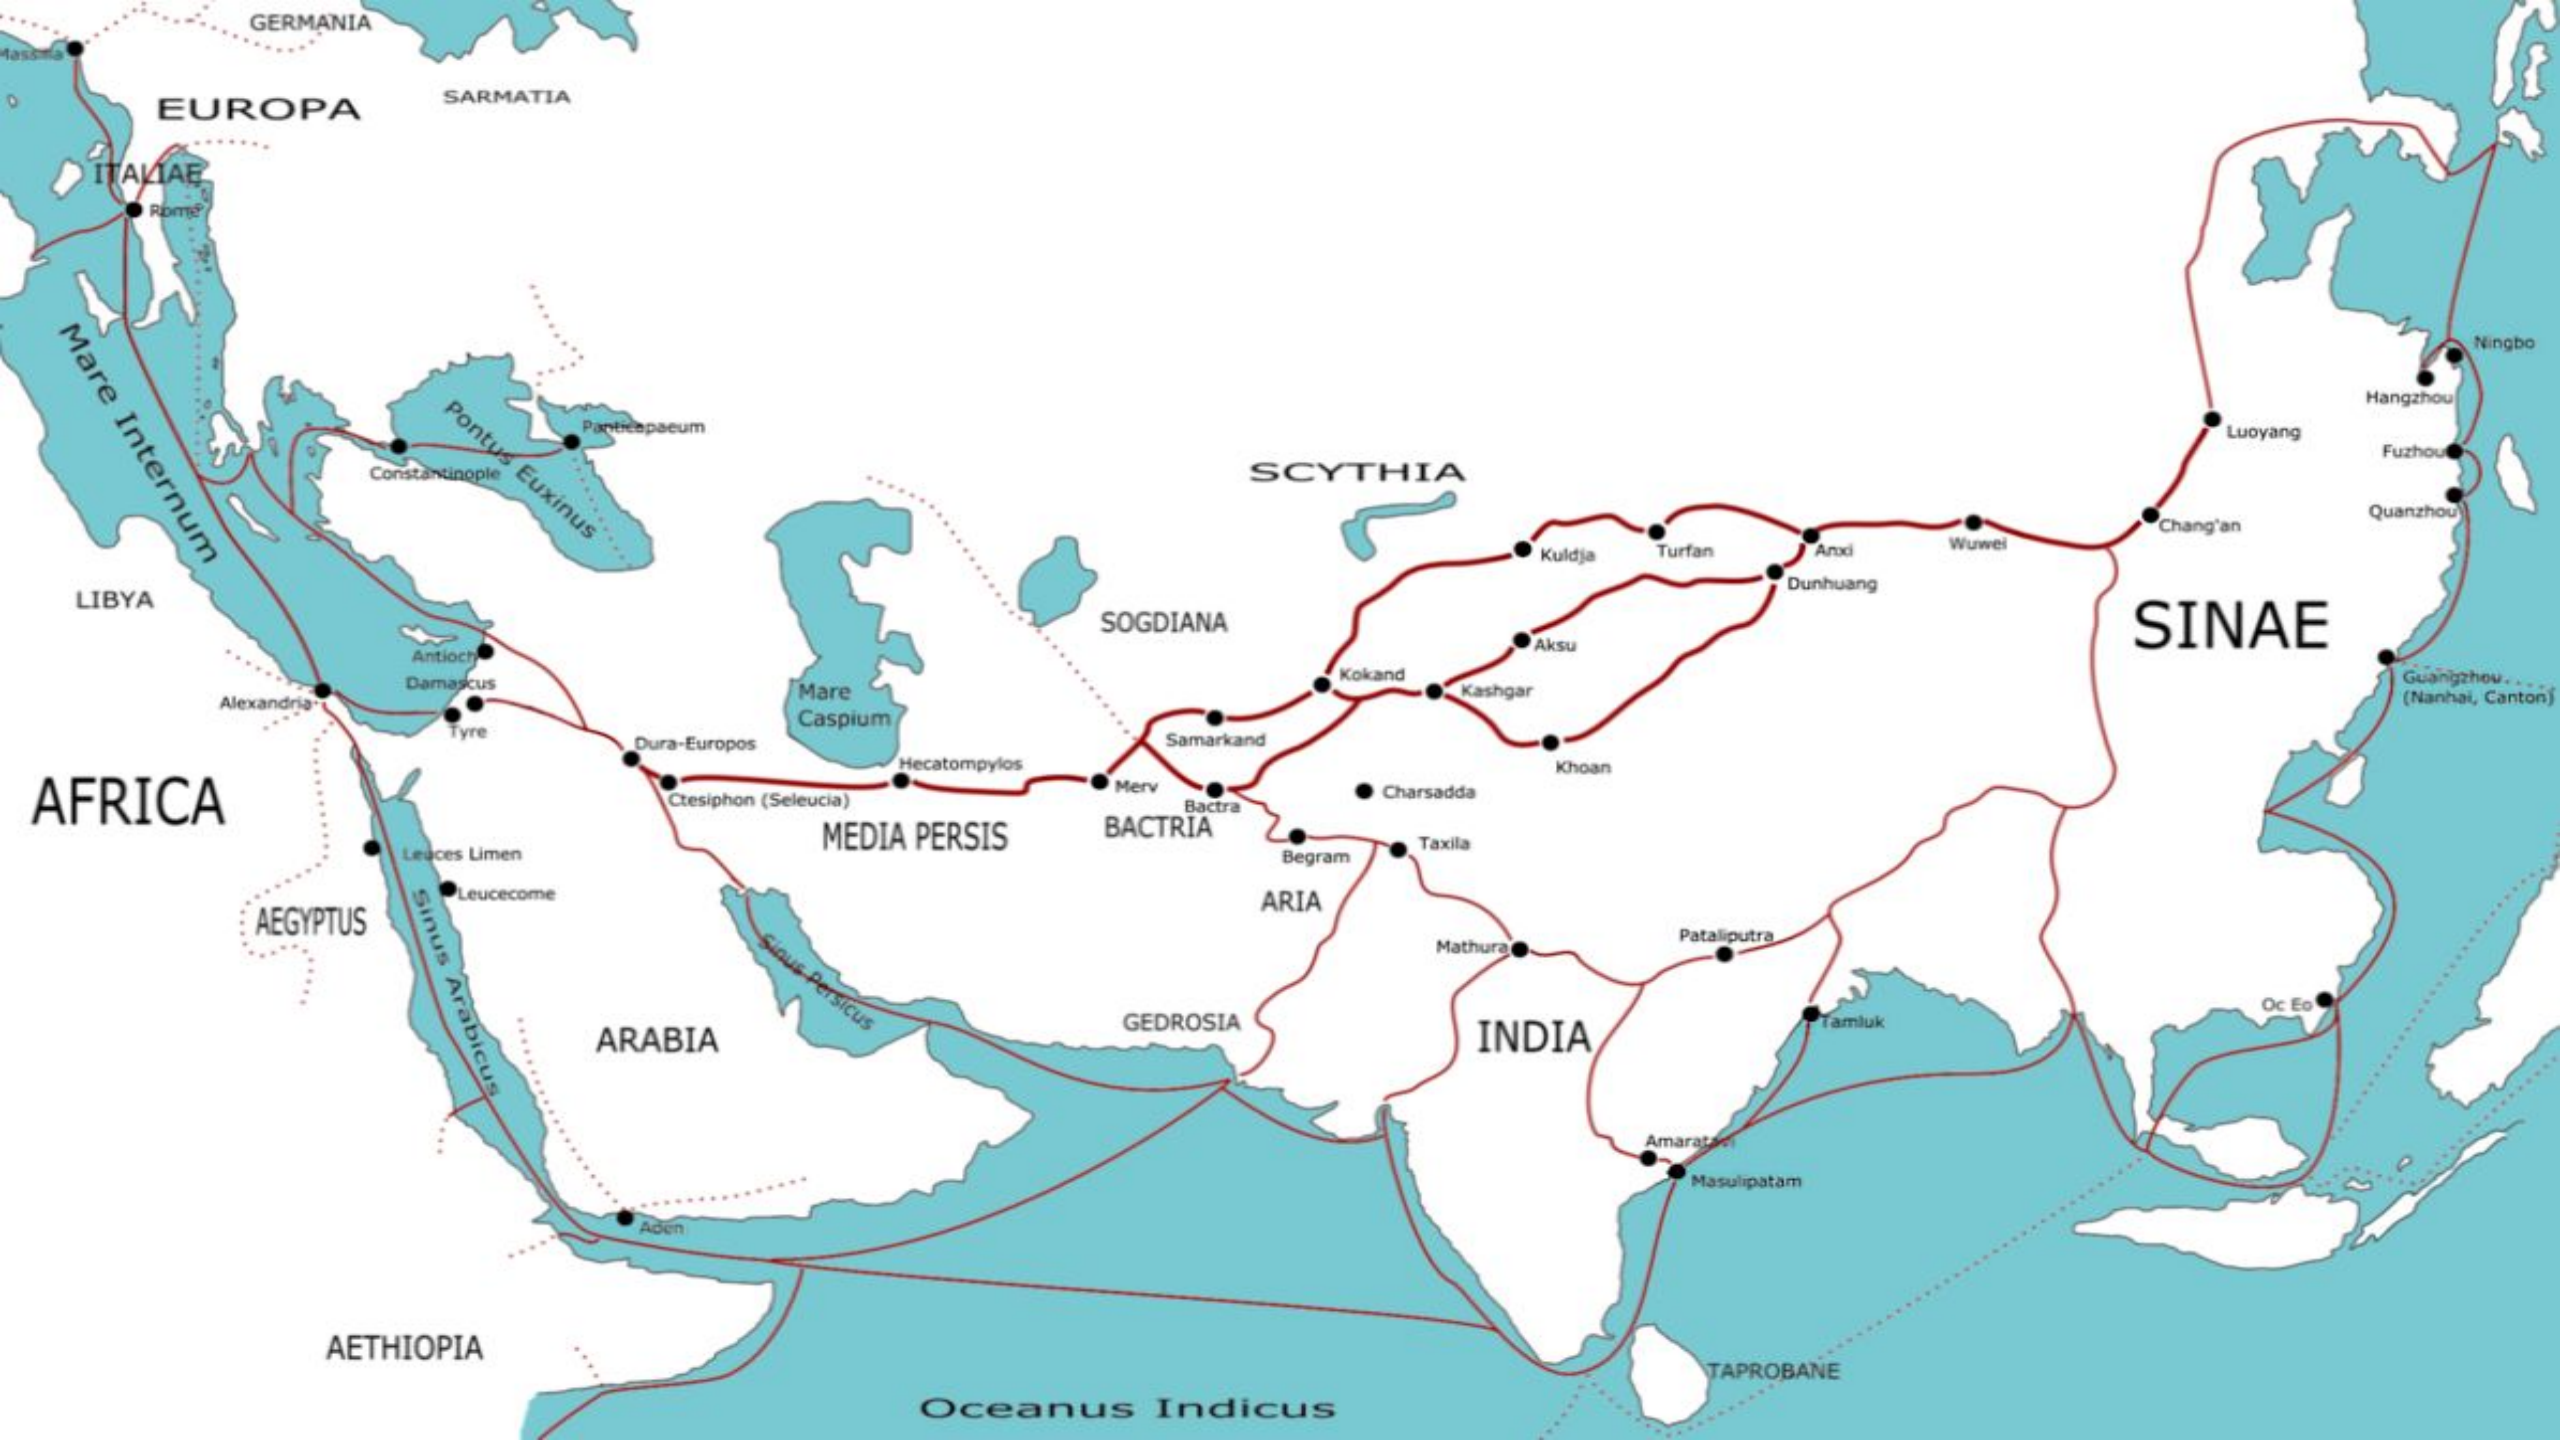 GERMANIA
Massilia
SARMATIA
EUROPA
ITALIAE
Rome
Mare Internum
Pontus Euxinus
Panticapaeum
Constantinople
LIBYA
Antioch
Damascus
Alexandria
Tyre
AFRICA
AEGYPTUS
Leuces Limen
Leucecome
Sinus Arabicus
ARABIA
Aden
AETHIOPIA
Dura-Europos
Ctesiphon (Seleucia)
Mare
Caspium
Hecatompylos
MEDIA PERSIS
Sinus Persicus
Merv
SOGDIANA
SCYTHIA
Samarkand
Bactra
BACTRIA
Kokand
Kashgar
Aksu
Khoan
Kuldja
Turfan
Anxi
Dunhuang
Wuwei
Chang'an
Luoyang
SINAE
Ningbo
Hangzhou
Fuzhou
Quanzhou
Guangzhou
(Nanhai, Canton)
Charsadda
Begram
Taxila
ARIA
Mathura
Pataliputra
GEDROSIA
INDIA
Tamluk
Amaratavi
Masulipatam
Oc Eo
TAPROBANE
Oceanus Indicus